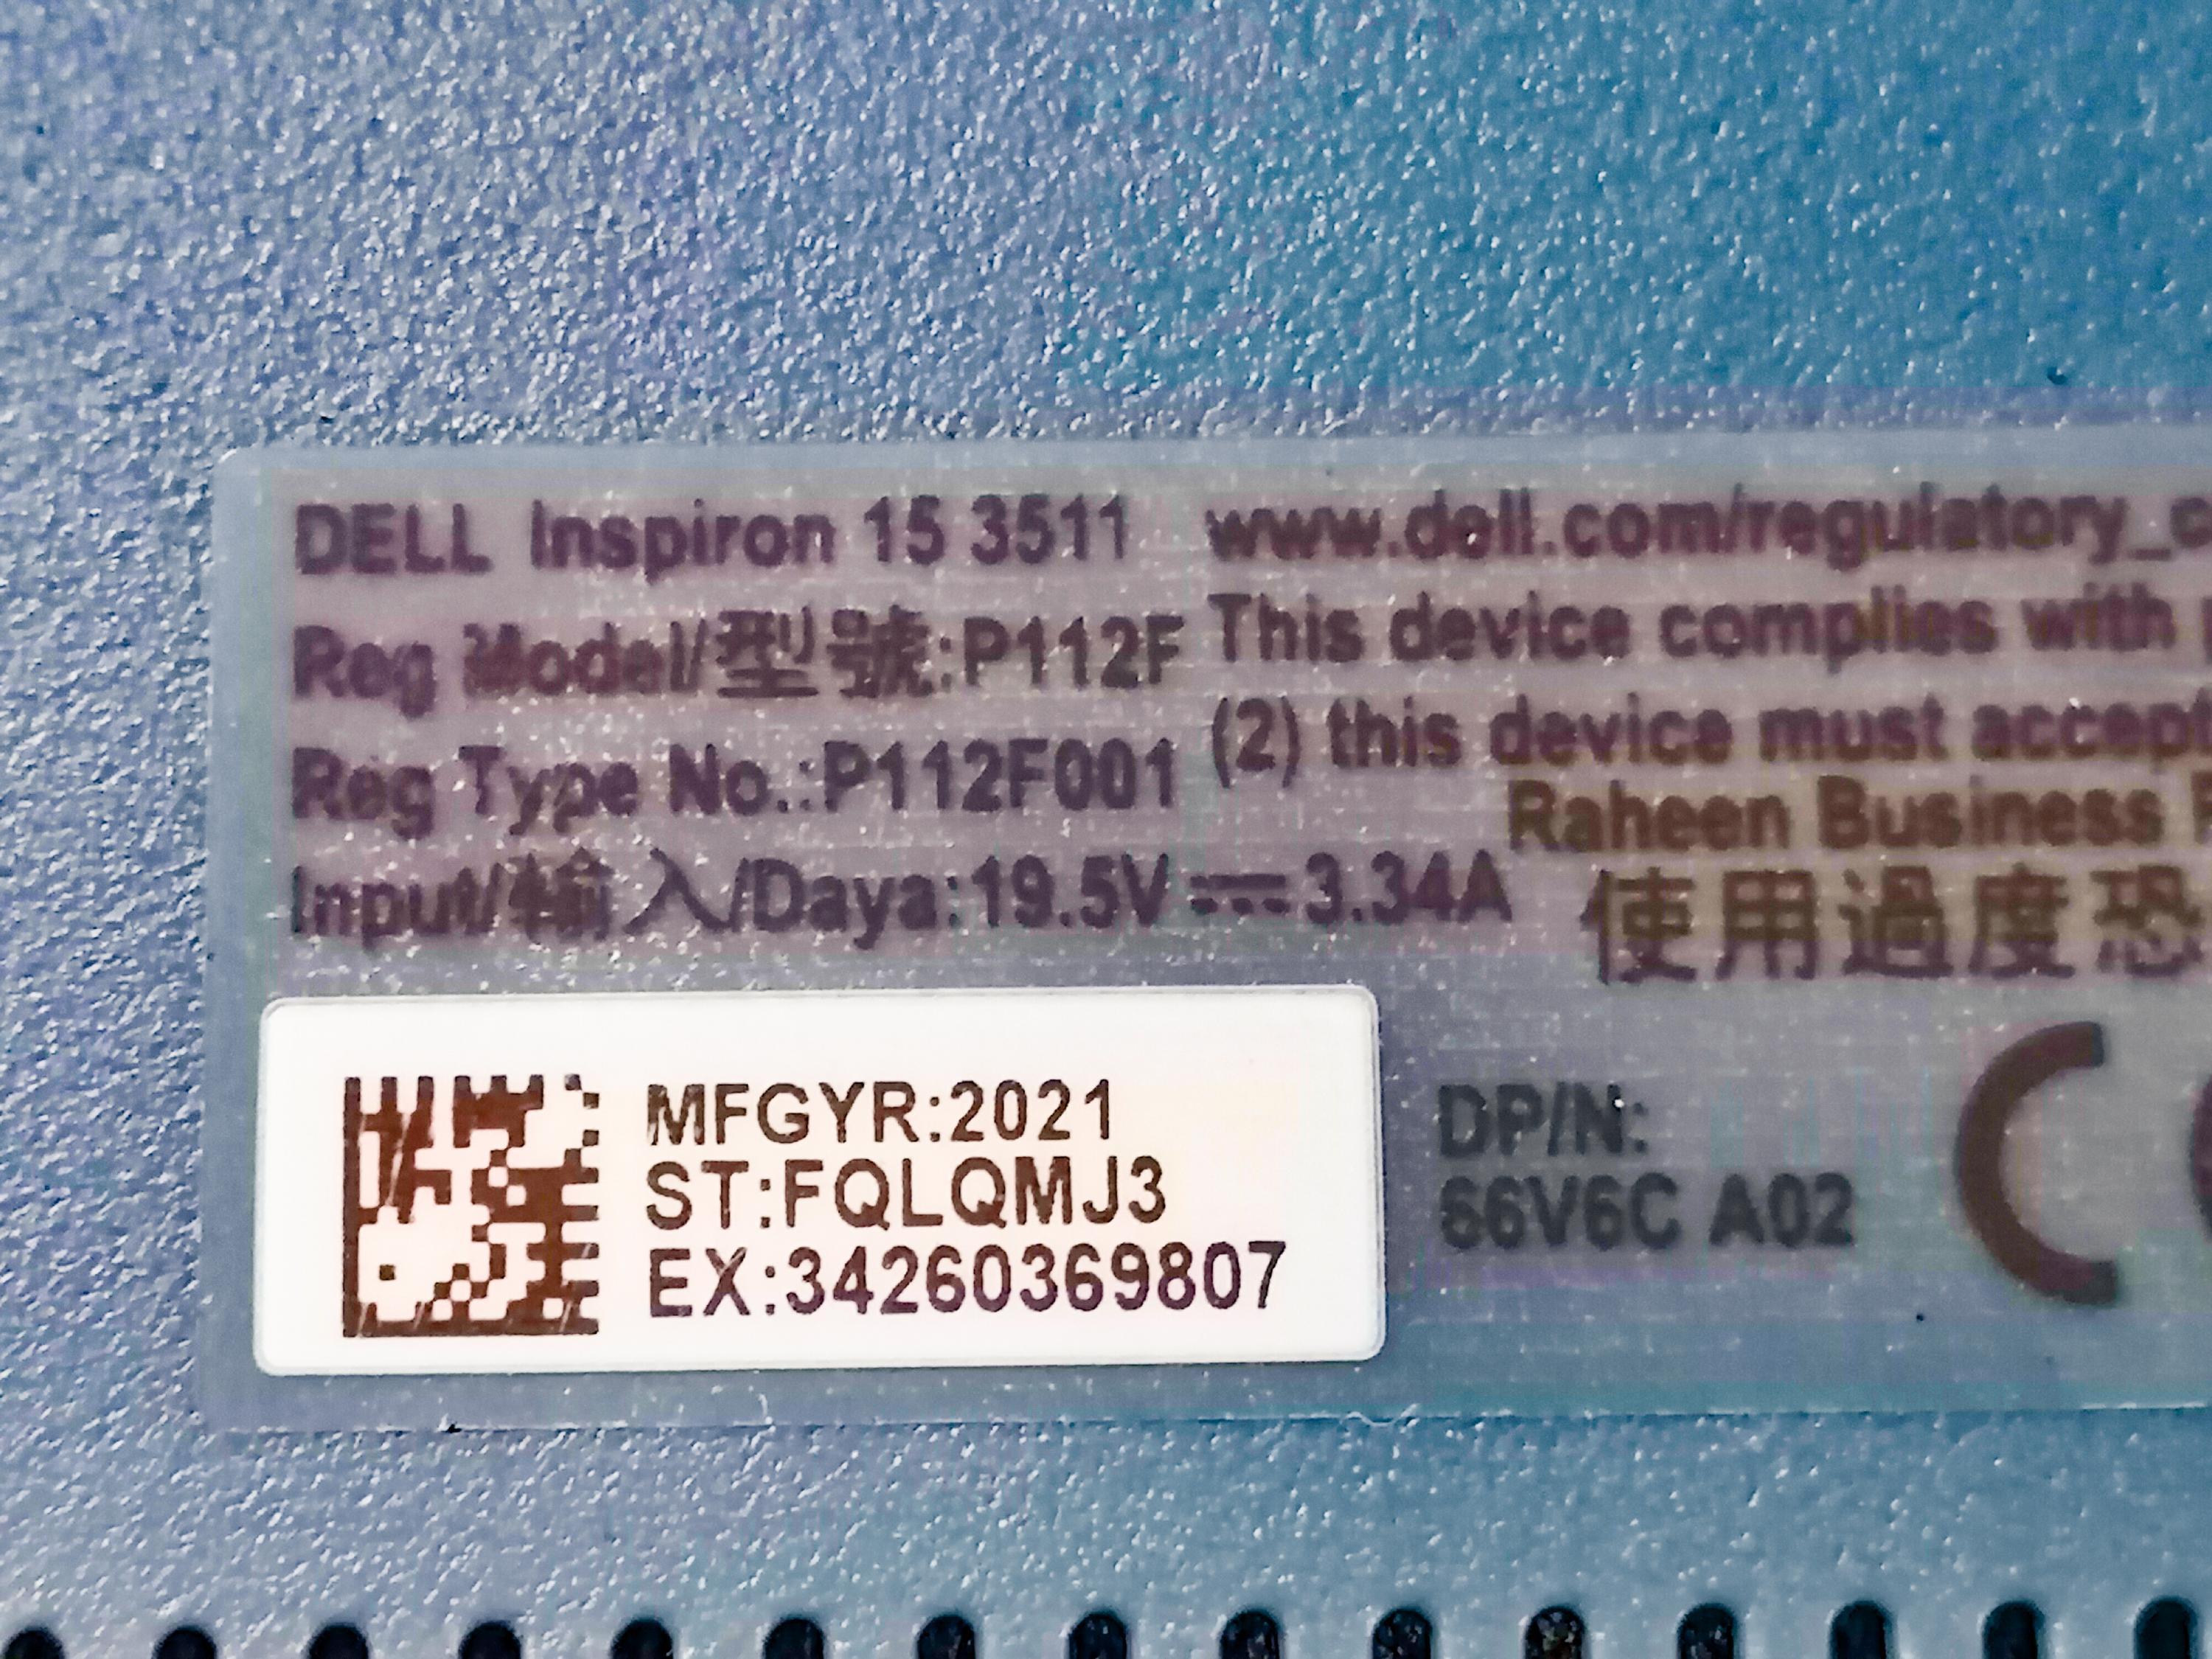 DELL Inspiron 15 3511
Reg Model/型號:P112F
Reg Type No.:P112F001
Input/輸入/Daya:19.5V⎓3.34A
www.dell.com/regulatory_c
This device complies with
(2) this device must accept
Raheen Business
使用過度恐
MFGYR:2021
ST:FQLQMJ3
EX:34260369807
DP/N:
66V6C A02
C